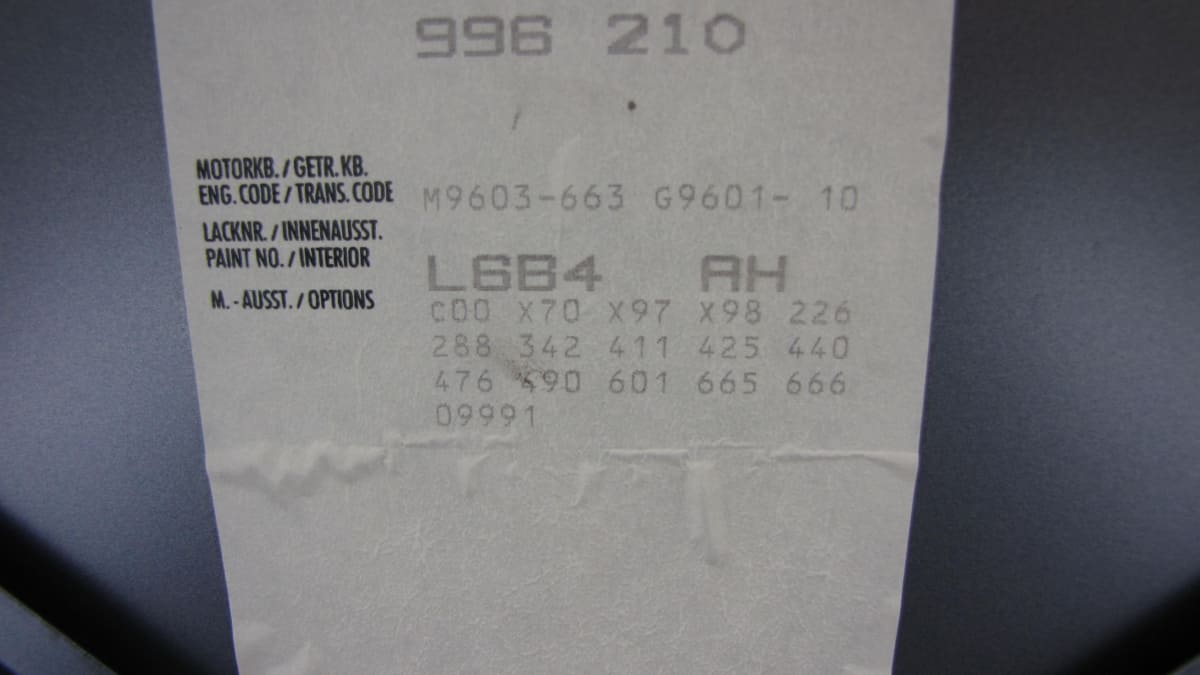 996 210
MOTORKB. / GETR. KB.
ENG. CODE / TRANS. CODE M9603-663 G9601- 10
LACKNR. / INNENAUSST.
PAINT NO. / INTERIOR L6B4 AH
M. - AUSST. / OPTIONS C00 X70 X97 X98 226
288 342 411 425 440
476 490 601 665 666
09991